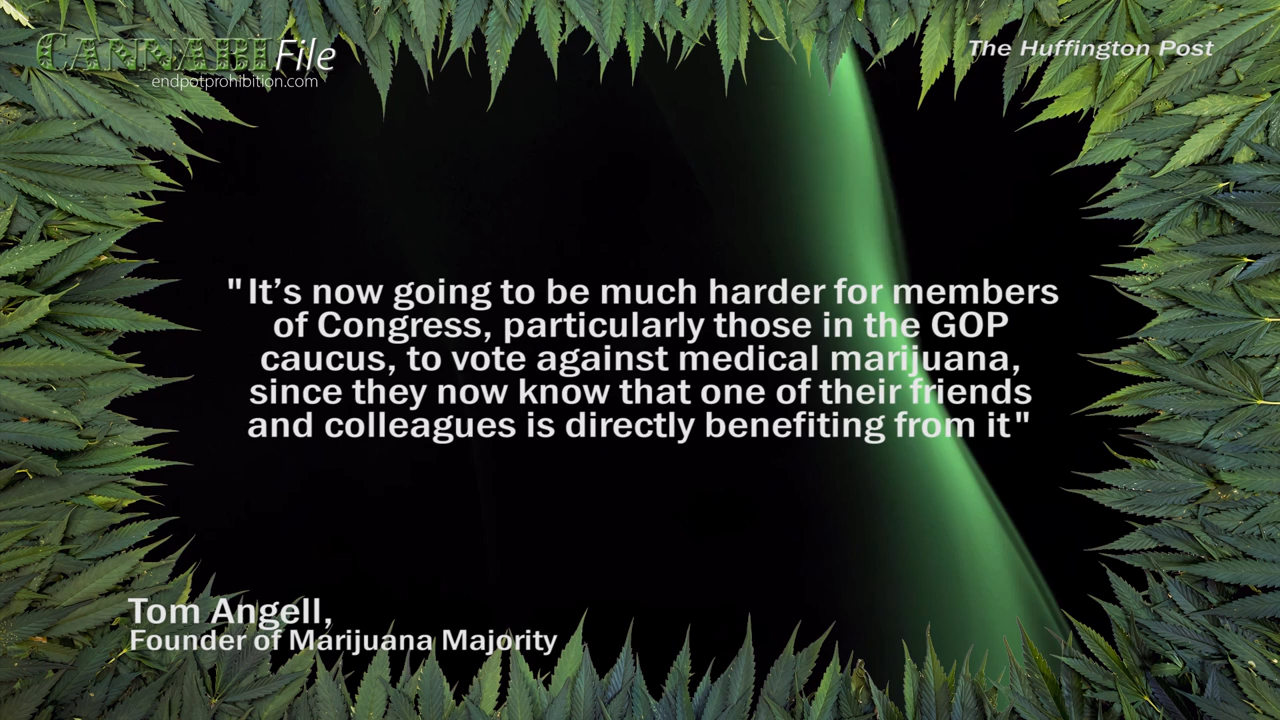 CANNABIFile
endpotprohibition.com
The Huffington Post
"It’s now going to be much harder for members
of Congress, particularly those in the GOP
caucus, to vote against medical marijuana,
since they now know that one of their friends
and colleagues is directly benefiting from it"
Tom Angell,
Founder of Marijuana Majority